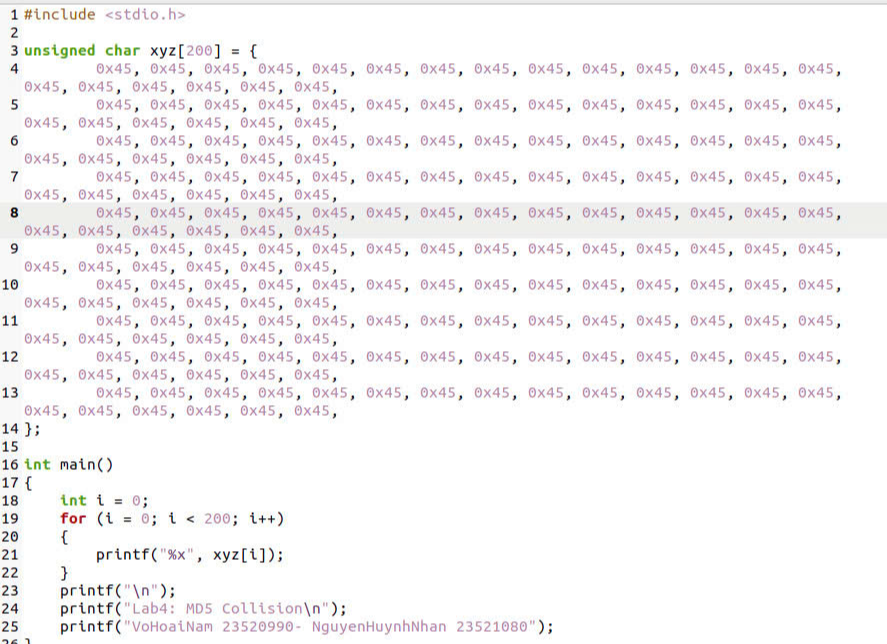 1 #include <stdio.h>
2
3 unsigned char xyz[200] = {
4 0x45, 0x45, 0x45, 0x45, 0x45, 0x45, 0x45, 0x45, 0x45, 0x45, 0x45, 0x45, 0x45, 0x45,
0x45, 0x45, 0x45, 0x45, 0x45, 0x45,
5 0x45, 0x45, 0x45, 0x45, 0x45, 0x45, 0x45, 0x45, 0x45, 0x45, 0x45, 0x45, 0x45, 0x45,
0x45, 0x45, 0x45, 0x45, 0x45, 0x45,
6 0x45, 0x45, 0x45, 0x45, 0x45, 0x45, 0x45, 0x45, 0x45, 0x45, 0x45, 0x45, 0x45, 0x45,
0x45, 0x45, 0x45, 0x45, 0x45, 0x45,
7 0x45, 0x45, 0x45, 0x45, 0x45, 0x45, 0x45, 0x45, 0x45, 0x45, 0x45, 0x45, 0x45, 0x45,
0x45, 0x45, 0x45, 0x45, 0x45, 0x45,
8 0x45, 0x45, 0x45, 0x45, 0x45, 0x45, 0x45, 0x45, 0x45, 0x45, 0x45, 0x45, 0x45, 0x45,
0x45, 0x45, 0x45, 0x45, 0x45, 0x45,
9 0x45, 0x45, 0x45, 0x45, 0x45, 0x45, 0x45, 0x45, 0x45, 0x45, 0x45, 0x45, 0x45, 0x45,
0x45, 0x45, 0x45, 0x45, 0x45, 0x45,
10 0x45, 0x45, 0x45, 0x45, 0x45, 0x45, 0x45, 0x45, 0x45, 0x45, 0x45, 0x45, 0x45, 0x45,
0x45, 0x45, 0x45, 0x45, 0x45, 0x45,
11 0x45, 0x45, 0x45, 0x45, 0x45, 0x45, 0x45, 0x45, 0x45, 0x45, 0x45, 0x45, 0x45, 0x45,
0x45, 0x45, 0x45, 0x45, 0x45, 0x45,
12 0x45, 0x45, 0x45, 0x45, 0x45, 0x45, 0x45, 0x45, 0x45, 0x45, 0x45, 0x45, 0x45, 0x45,
0x45, 0x45, 0x45, 0x45, 0x45, 0x45,
13 0x45, 0x45, 0x45, 0x45, 0x45, 0x45, 0x45, 0x45, 0x45, 0x45, 0x45, 0x45, 0x45, 0x45,
0x45, 0x45, 0x45, 0x45, 0x45, 0x45,
14 };
15
16 int main()
17 {
18 int i = 0;
19 for (i = 0; i < 200; i++)
20 {
21 printf("%x", xyz[i]);
22 }
23 printf("\n");
24 printf("Lab4: MD5 Collision\n");
25 printf("VoHoaiNam 23520990- NguyenHuynhNhan 23521080");